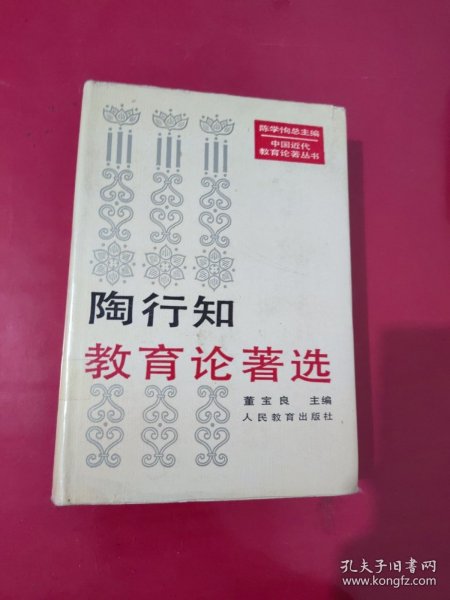 陈学恂总主编
中国近代
教育论著丛书
陶行知
教育论著选
董宝良 主编
人民教育出版社
孔夫子旧书网
www.kongfz.com